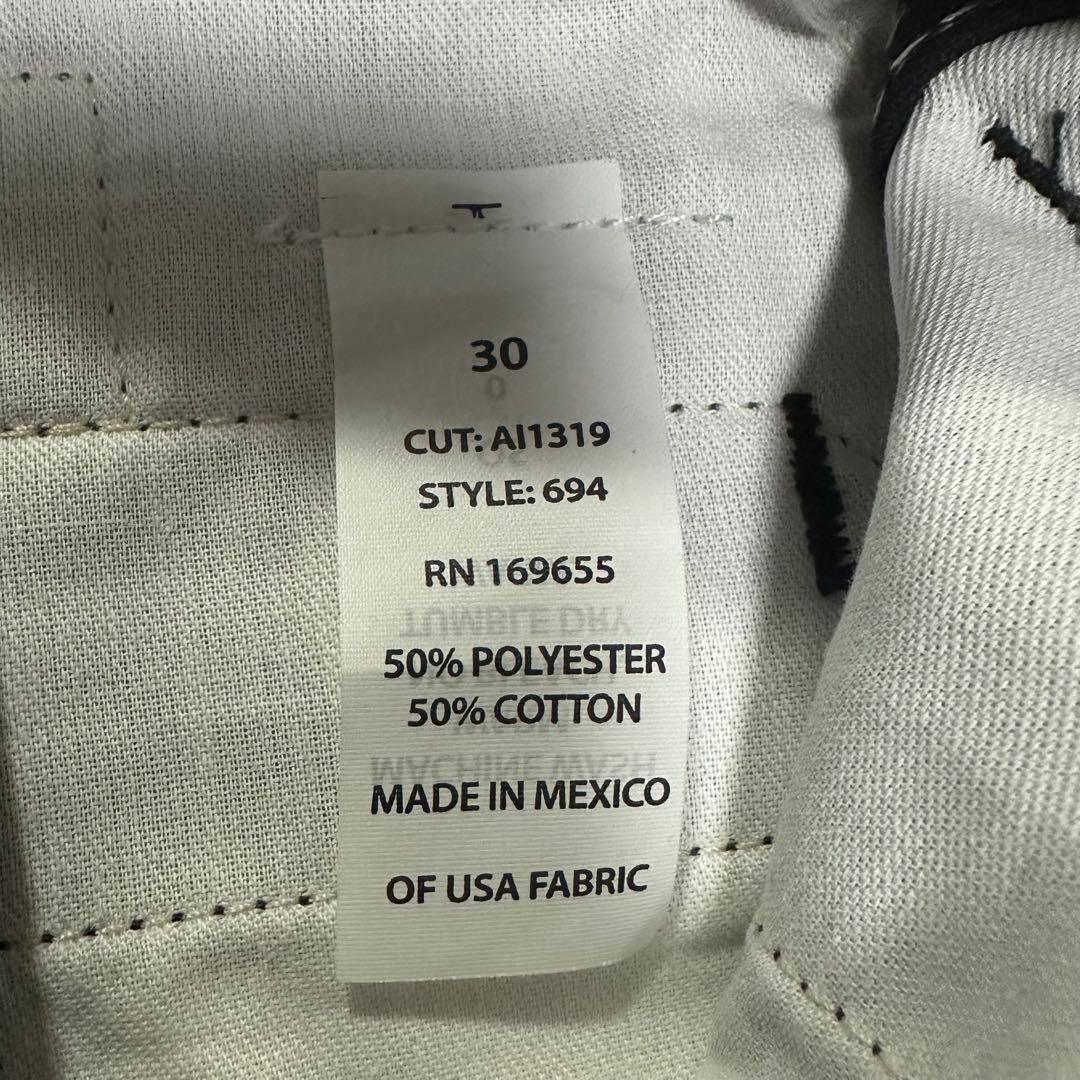 30
CUT: AI1319
STYLE: 694
RN 169655
50% POLYESTER
50% COTTON
MADE IN MEXICO
OF USA FABRIC